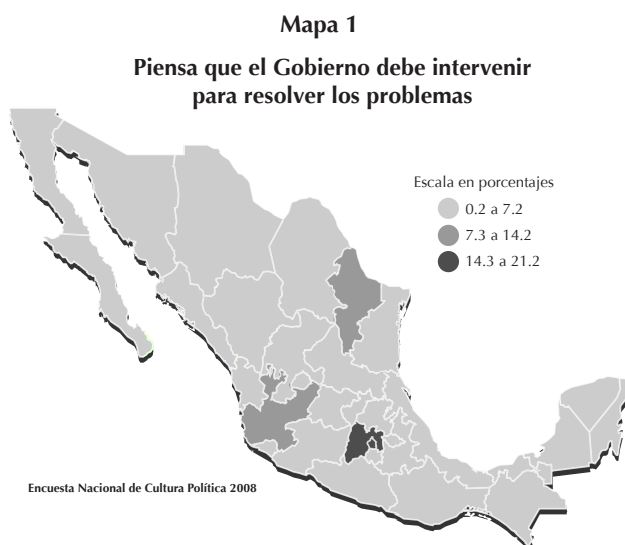 Mapa 1
Piensa que el Gobierno debe intervenir
para resolver los problemas
Escala en porcentajes
0.2 a 7.2
7.3 a 14.2
14.3 a 21.2
Encuesta Nacional de Cultura Política 2008